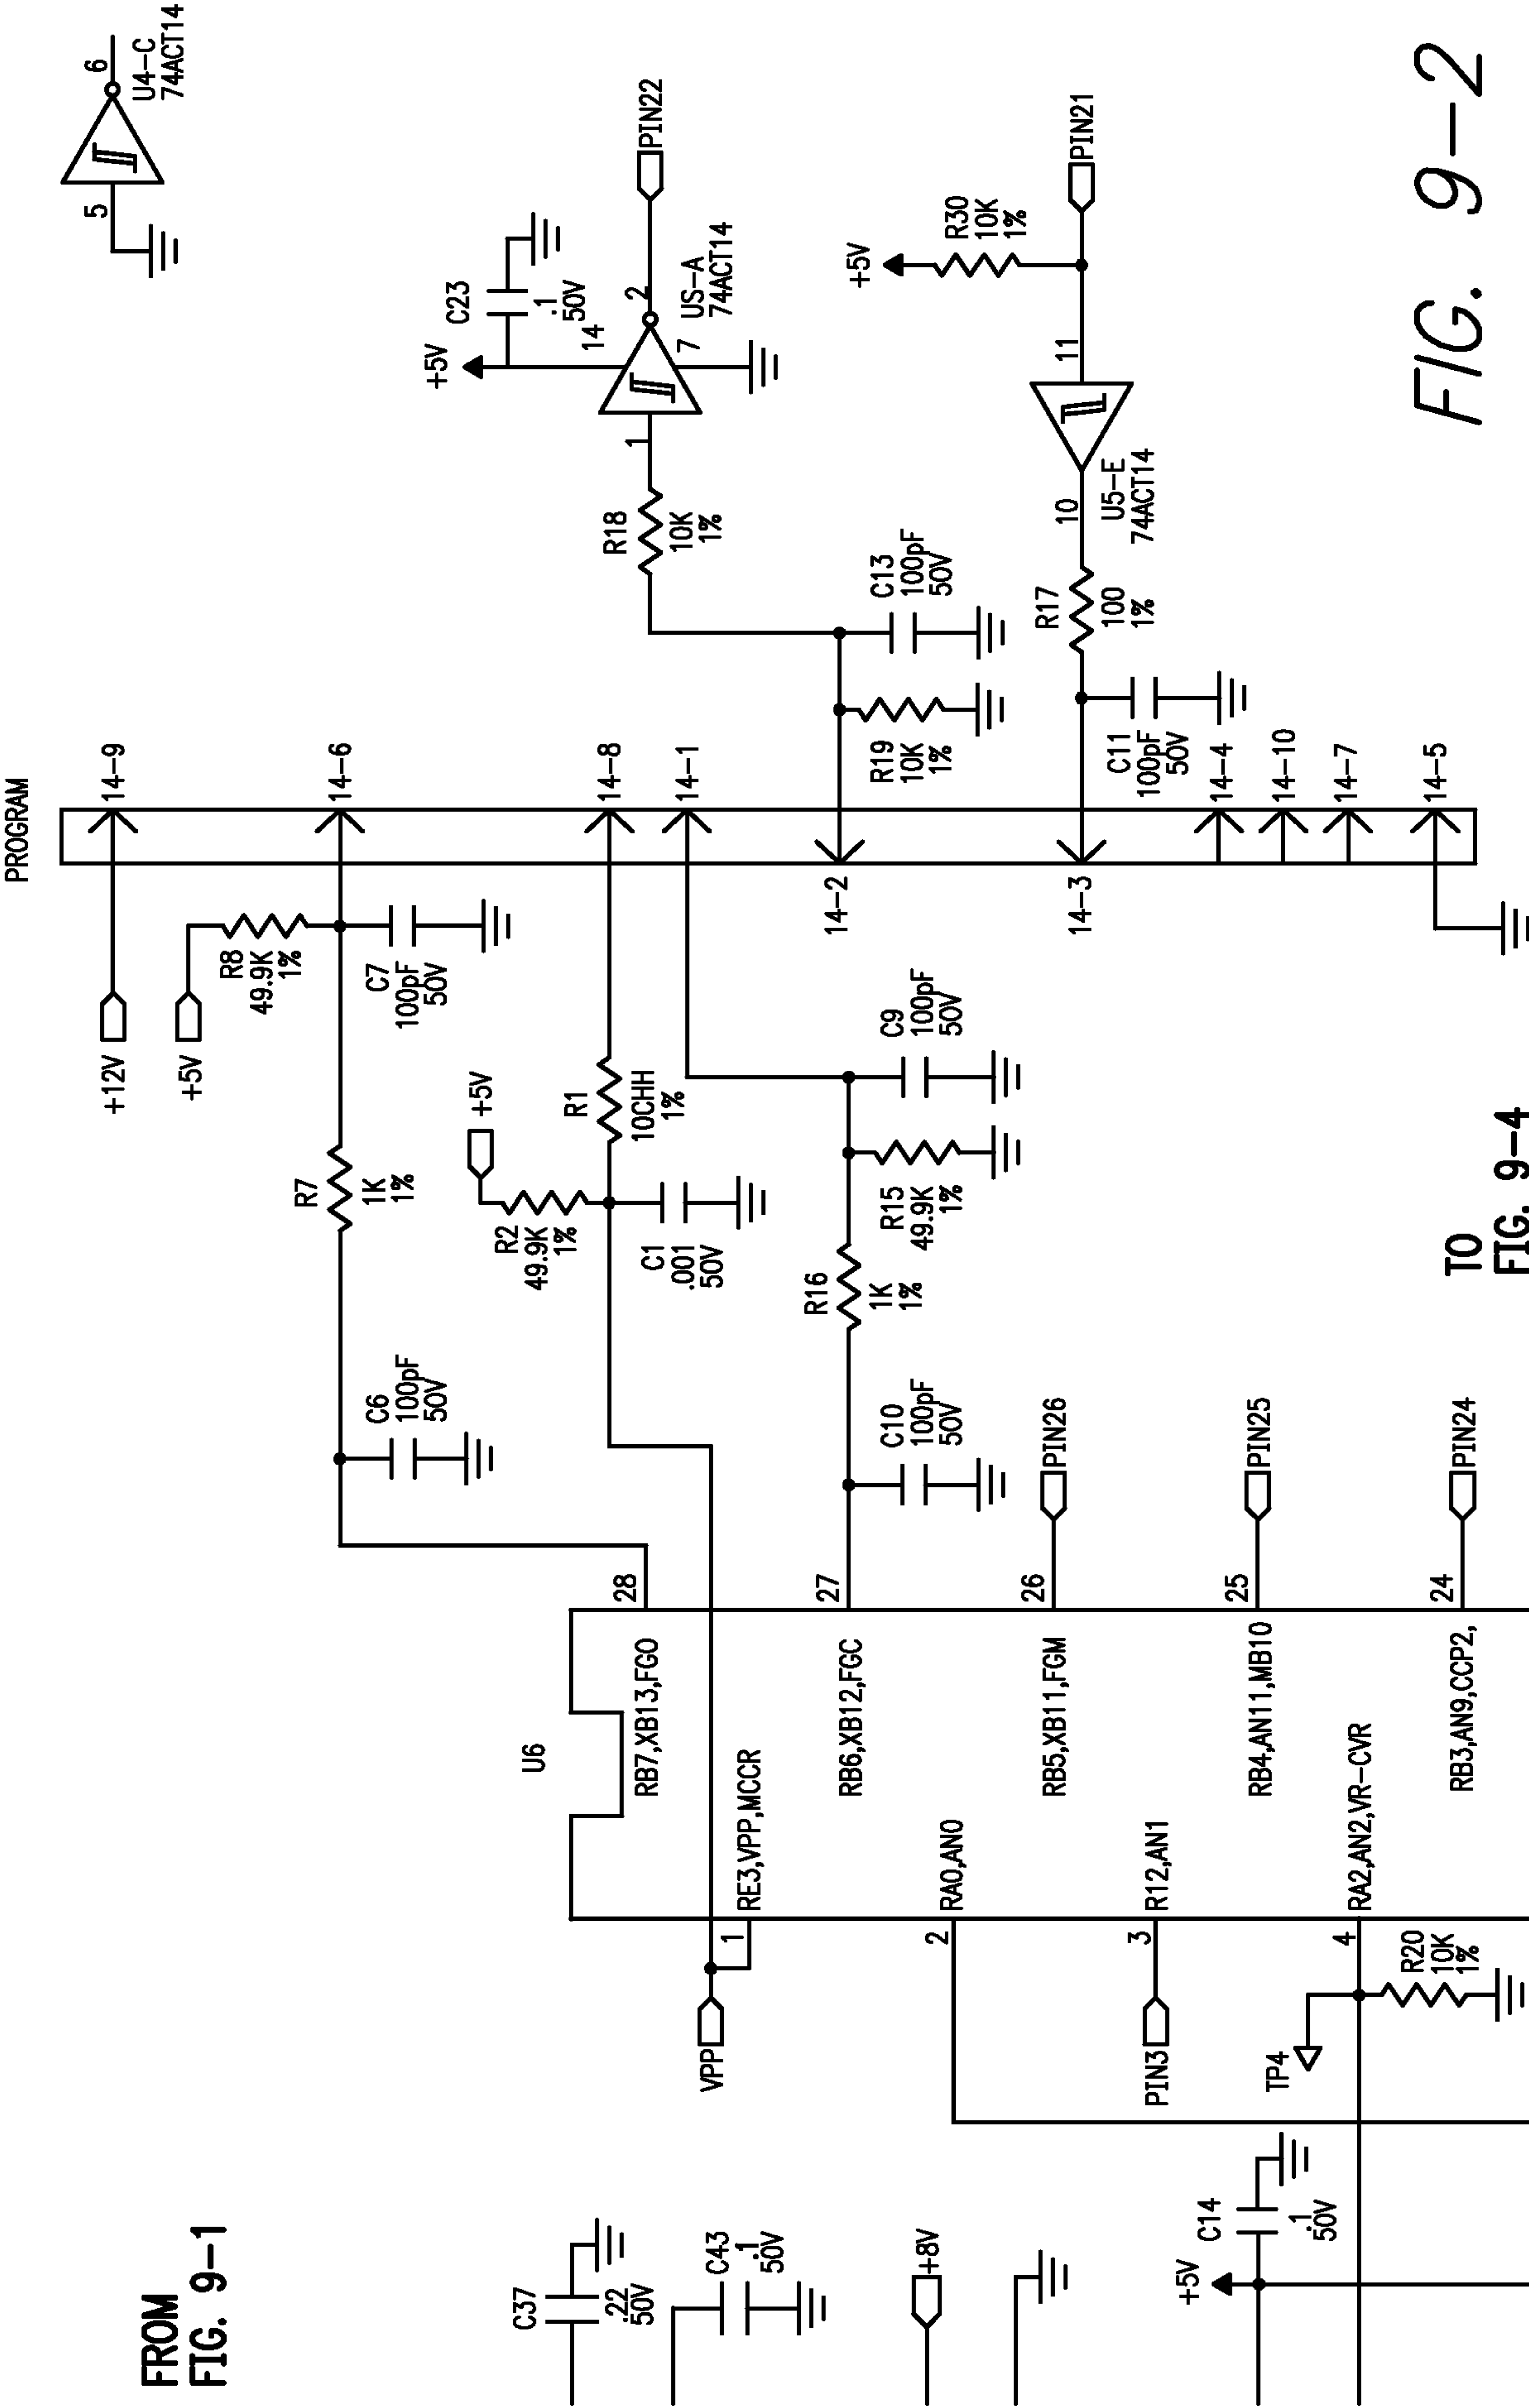 FROM
FIG. 9-1
C37
.22
50V
C43
.1
50V
+8V
+5V
C14
.1
50V
VPP
PIN3
TP4
R20
10K
1%
1
2
3
4
U6
RE3,VPP,MCCR
RA0,AN0
R12,AN1
RA2,AN2,VR-CVR
RB7,XB13,FGO
RB6,XB12,FGC
RB5,XB11,FGM
RB4,AN11,MB10
RB3,AN9,CCP2,
28
27
26
25
24
PIN26
PIN25
PIN24
C6
100pF
50V
R7
1K
1%
+12V
+5V
R8
49.9K
1%
C7
100pF
50V
+5V
R2
49.9K
1%
R1
10CHH
1%
C1
.001
50V
C10
100pF
50V
R16
1K
1%
R15
49.9K
1%
C9
100pF
50V
TO
FIG. 9-4
PROGRAM
14-9
14-6
14-8
14-1
14-2
14-3
14-4
14-10
14-7
14-5
R19
10K
1%
C13
100pF
50V
R18
10K
1%
C11
100pF
50V
R17
100
1%
+5V
C23
.1
50V
14
1
2
7
US-A
74ACT14
PIN22
10
11
U5-E
74ACT14
+5V
R30
10K
1%
PIN21
5
6
U4-C
74ACT14
FIG. 9-2